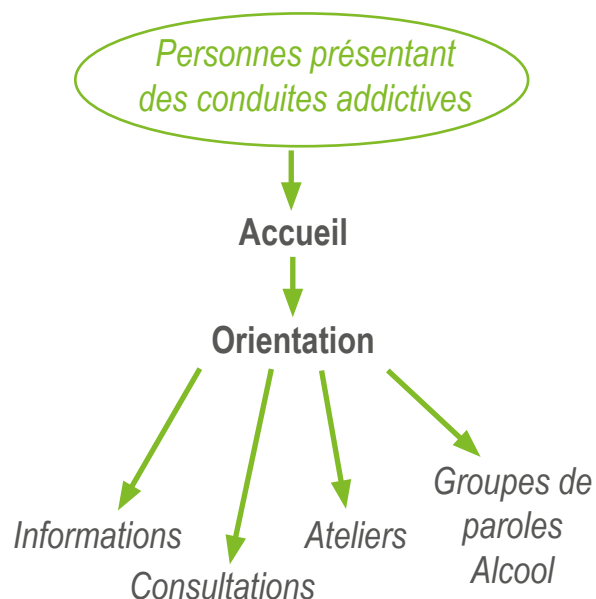 Personnes présentant
des conduites addictives
Accueil
Orientation
Informations
Consultations
Ateliers
Groupes de
paroles
Alcool